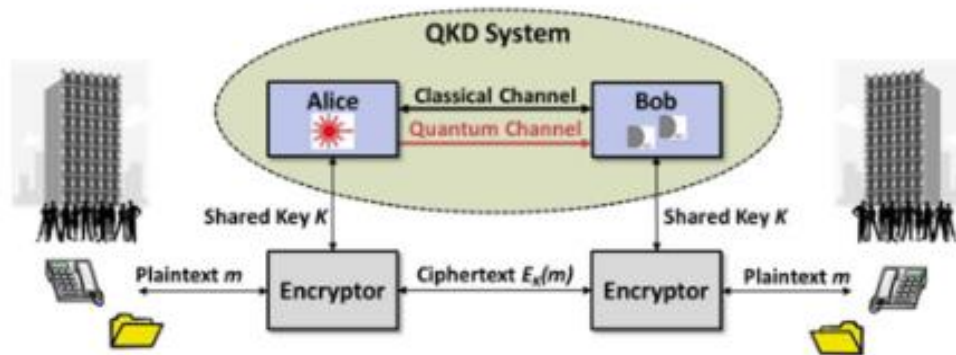 QKD System
Alice
Classical Channel
Bob
Quantum Channel
Shared Key K
Shared Key K
Plaintext m
Encryptor
Ciphertext Eₖ(m)
Encryptor
Plaintext m